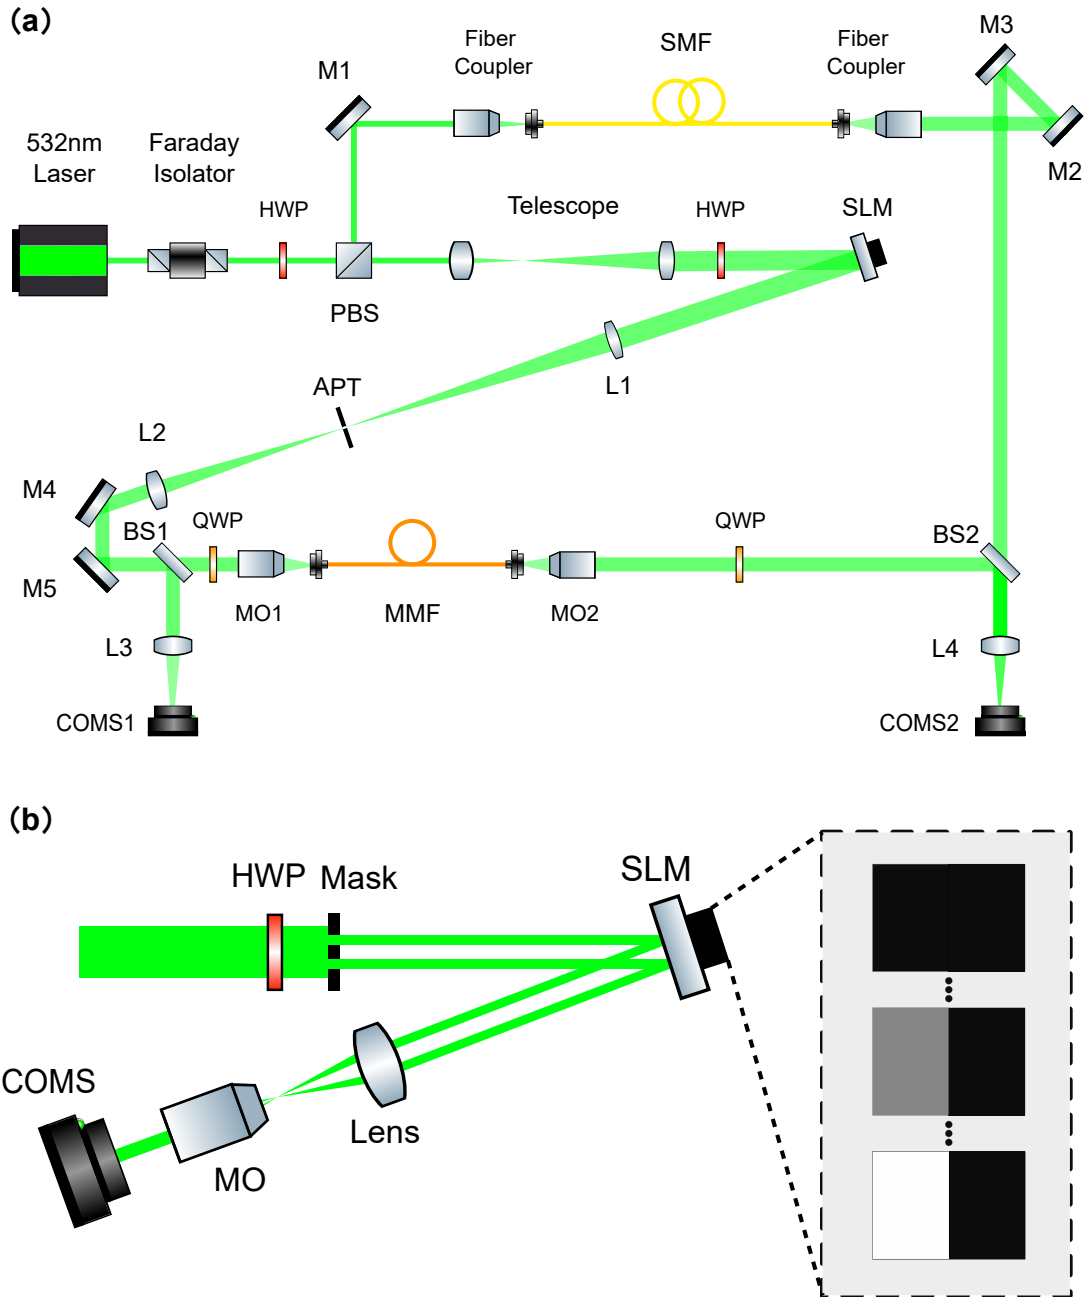 (a)
M3
Fiber
Coupler
SMF
Fiber
Coupler
M1
532nm
Laser
Faraday
Isolator
M2
HWP
Telescope
HWP
SLM
PBS
APT
L1
L2
M4
BS1
QWP
QWP
BS2
M5
MO1
MMF
MO2
L3
L4
COMS1
COMS2
(b)
HWP
Mask
SLM
COMS
Lens
MO